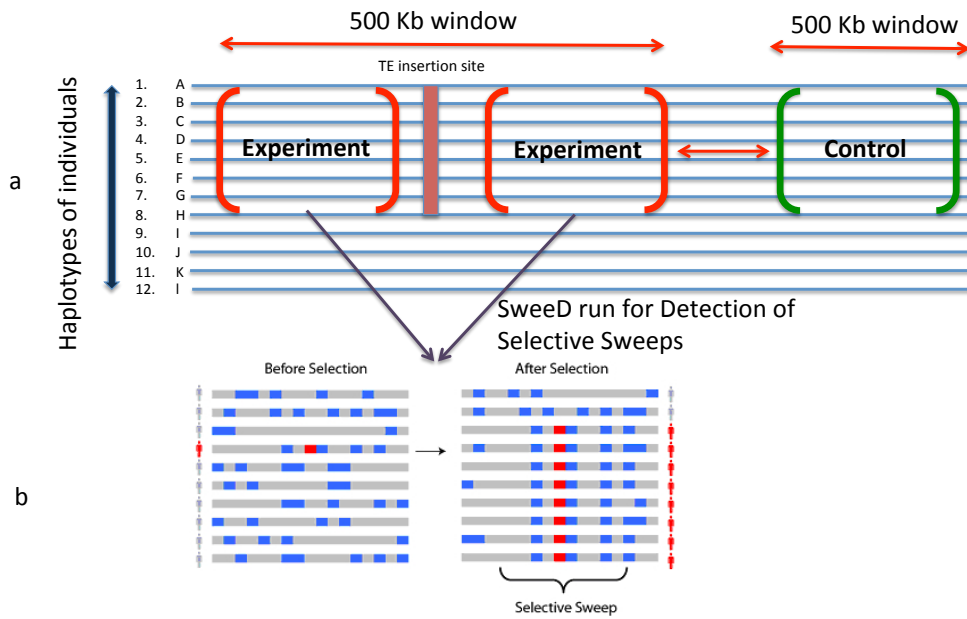 500 Kb window
500 Kb window
TE insertion site
Haplotypes of individuals
a
1. A
2. B
3. C
4. D
5. E
6. F
7. G
8. H
9. I
10. J
11. K
12. l
Experiment
Experiment
Control
SweeD run for Detection of
Selective Sweeps
b
Before Selection
After Selection
Selective Sweep